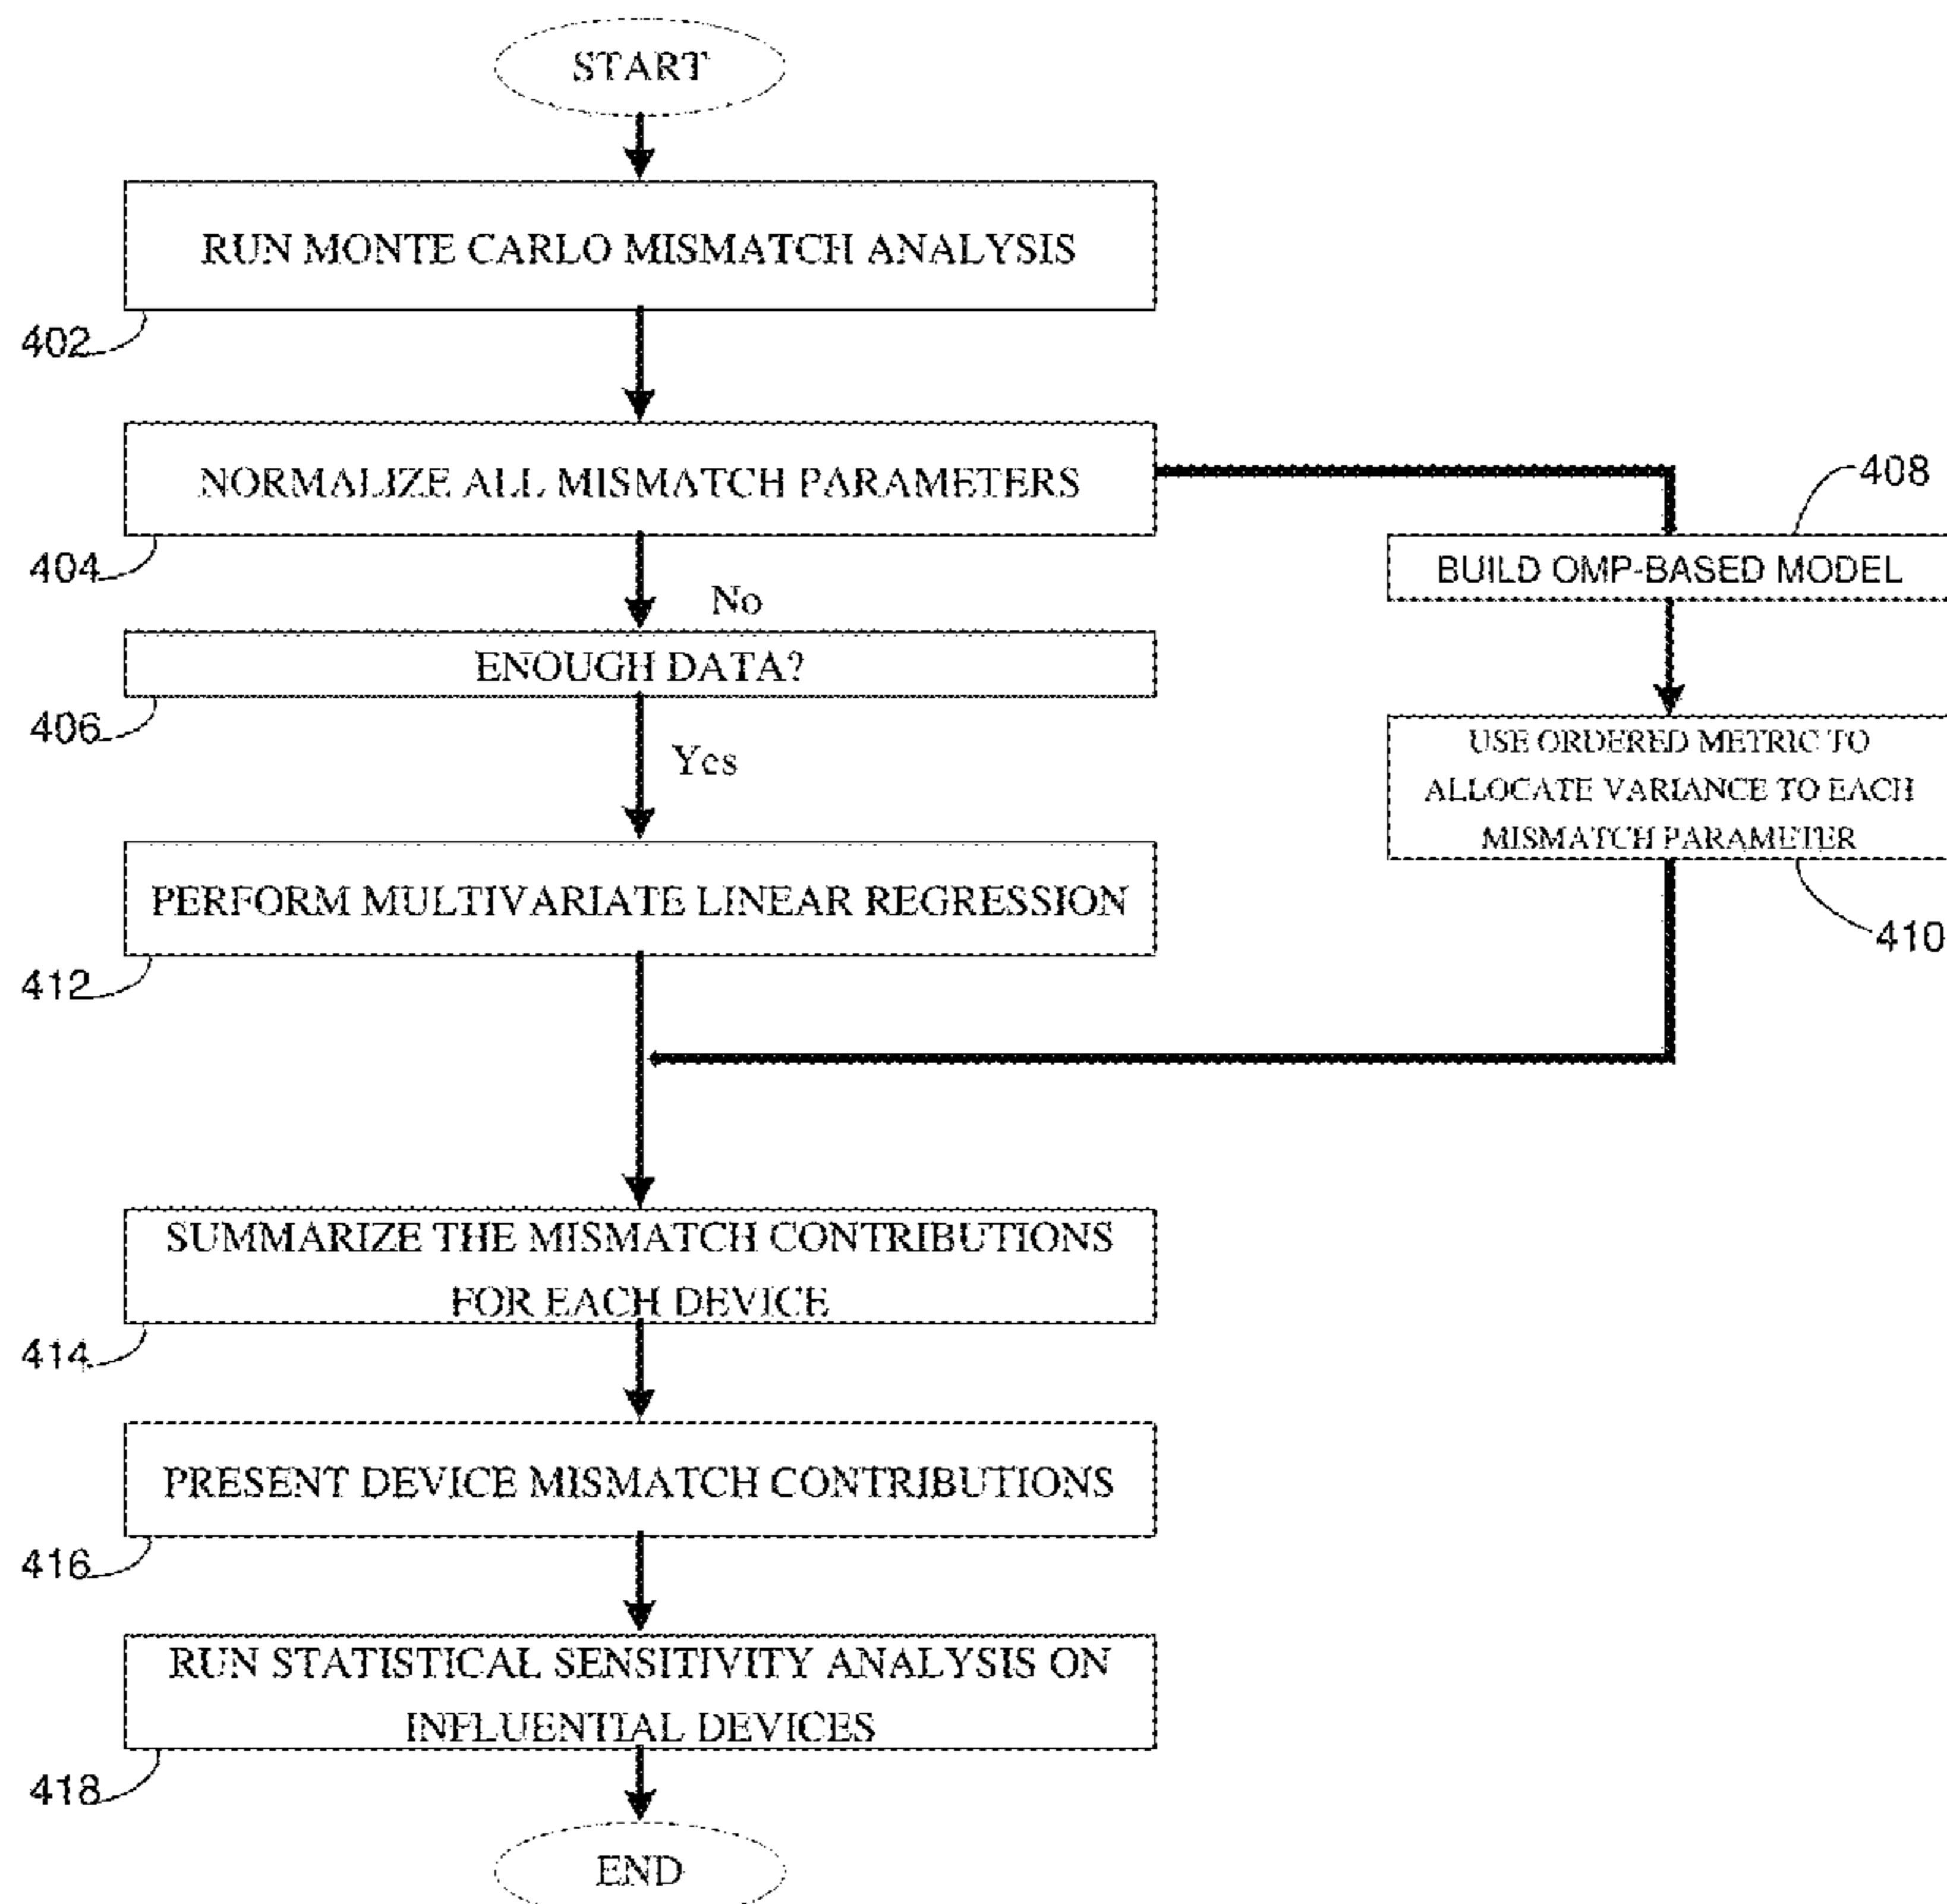 START
RUN MONTE CARLO MISMATCH ANALYSIS
402
NORMALIZE ALL MISMATCH PARAMETERS
404
408
BUILD OMP-BASED MODEL
No
ENOUGH DATA?
406
Yes
USE ORDERED METRIC TO
ALLOCATE VARIANCE TO EACH
MISMATCH PARAMETER
410
PERFORM MULTIVARIATE LINEAR REGRESSION
412
SUMMARIZE THE MISMATCH CONTRIBUTIONS
FOR EACH DEVICE
414
PRESENT DEVICE MISMATCH CONTRIBUTIONS
416
RUN STATISTICAL SENSITIVITY ANALYSIS ON
INFLUENTIAL DEVICES
418
END